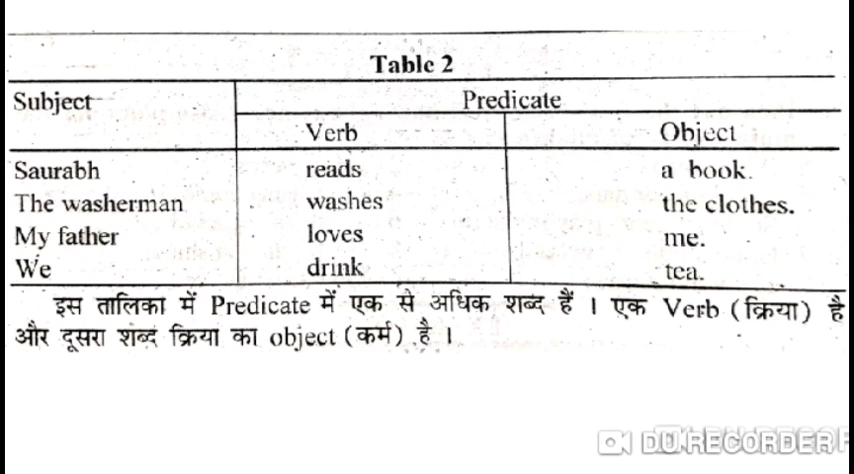 Table 2
Subject Predicate
Verb Object
Saurabh reads a book.
The washerman washes the clothes.
My father loves me.
We drink tea.
इस तालिका में Predicate में एक से अधिक शब्द हैं । एक Verb (क्रिया) है
और दूसरा शब्द क्रिया का object (कर्म) है ।
DU RECORDER